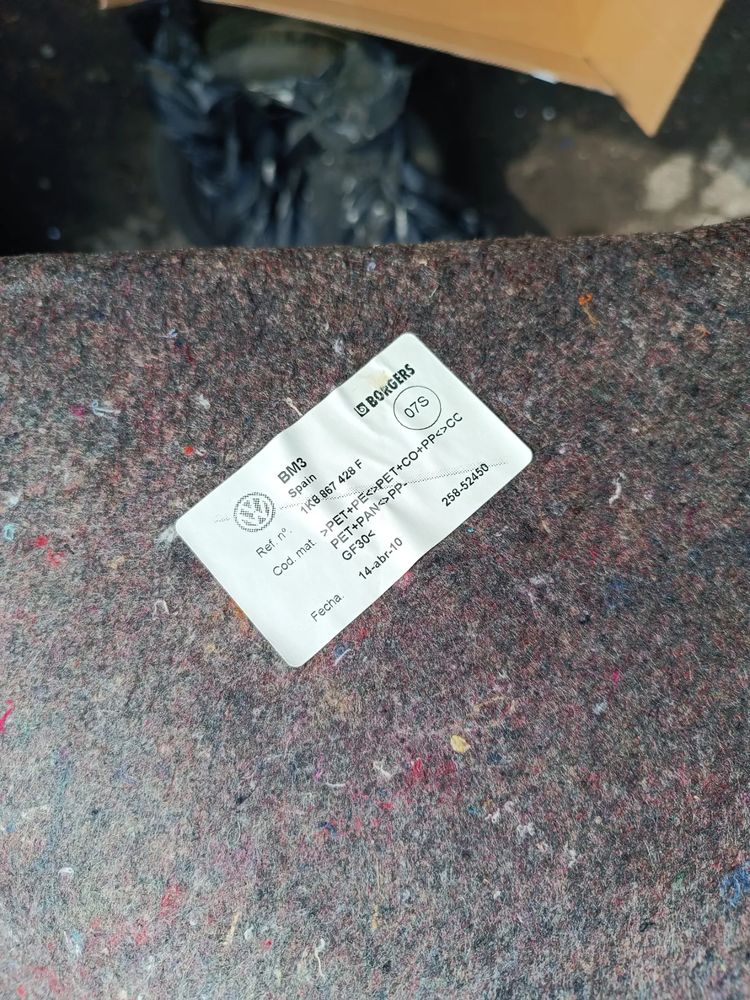 BORGERS
07S
BM3
Spain
Ref. nº. 1K8 867 428 F
Cod. mat. >PET+PE<>PET+CO+PP<>CC
PET+PAN<>PP-
GF30<
Fecha. 14-abr-10 258-52450